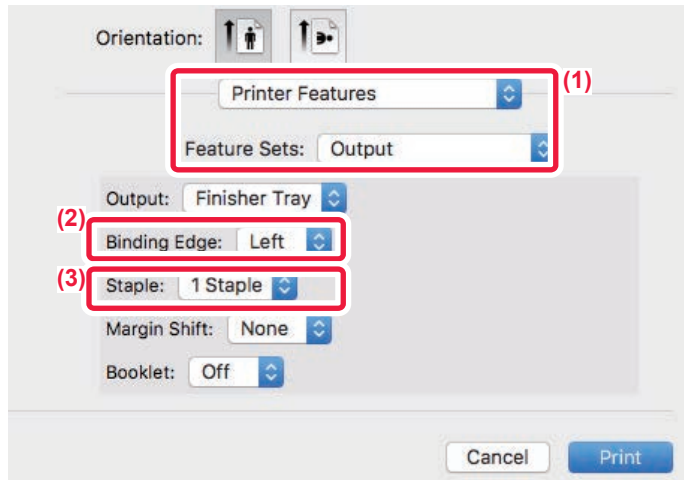 Orientation:
Printer Features
(1)
Feature Sets: Output
Output: Finisher Tray
(2)
Binding Edge: Left
(3)
Staple: 1 Staple
Margin Shift: None
Booklet: Off
Cancel Print